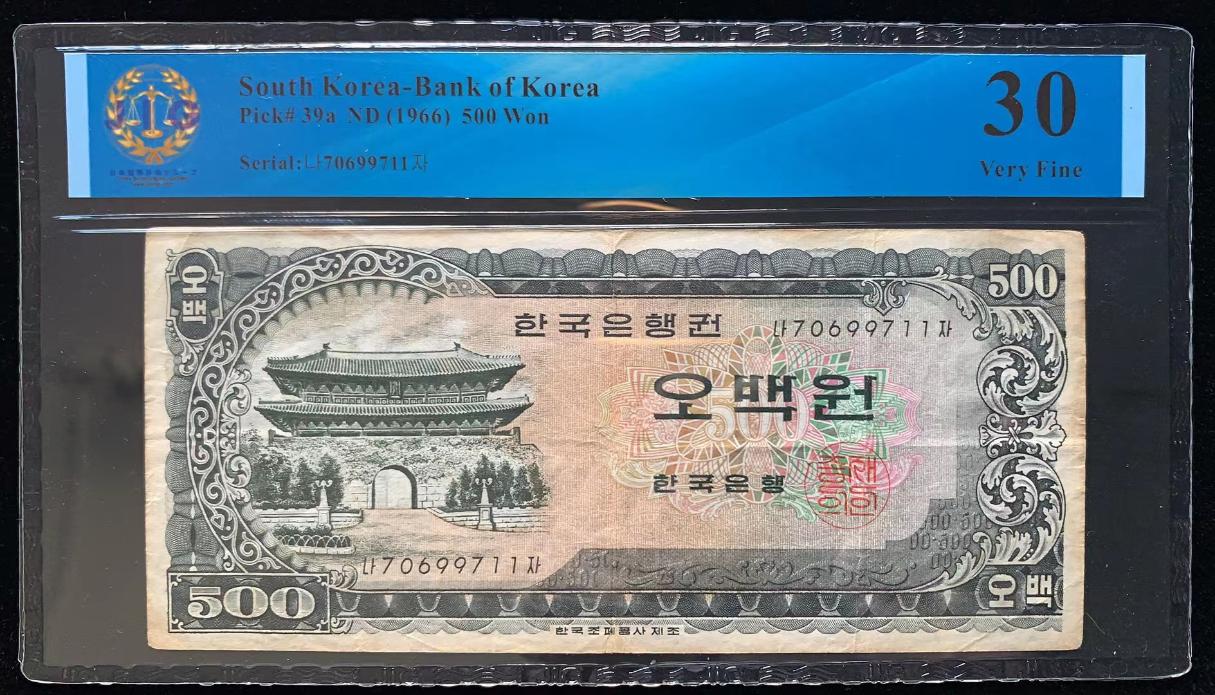 South Korea-Bank of Korea
Pick# 39a ND (1966) 500 Won
Serial:나70699711자
30
Very Fine
오백
500
한국은행권
나70699711자
오백원
500
한국은행
나70699711자
500
오백
한국조폐공사제조